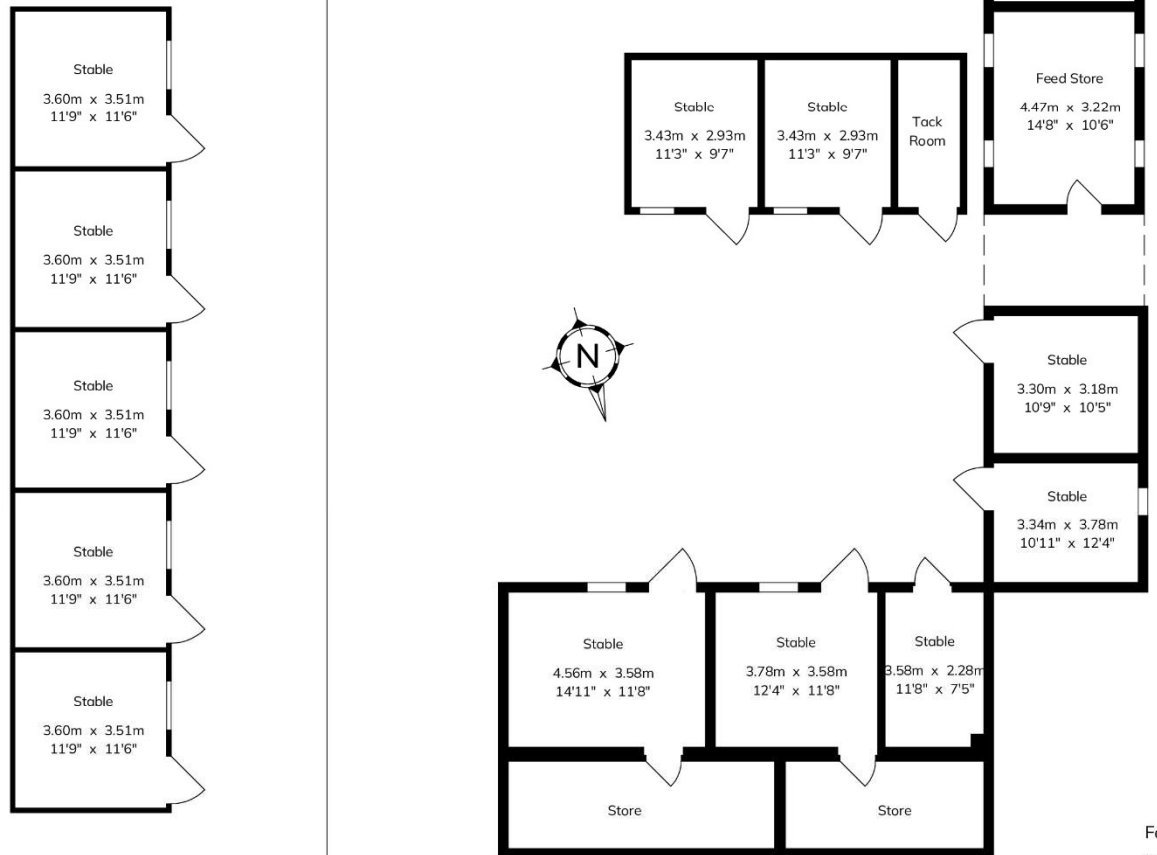 Stable
3.60m x 3.51m
11'9" x 11'6"
Stable
3.60m x 3.51m
11'9" x 11'6"
Stable
3.60m x 3.51m
11'9" x 11'6"
Stable
3.60m x 3.51m
11'9" x 11'6"
Stable
3.60m x 3.51m
11'9" x 11'6"
Stable
3.43m x 2.93m
11'3" x 9'7"
Stable
3.43m x 2.93m
11'3" x 9'7"
Tack
Room
Feed Store
4.47m x 3.22m
14'8" x 10'6"
N
Stable
3.30m x 3.18m
10'9" x 10'5"
Stable
3.34m x 3.78m
10'11" x 12'4"
Stable
4.56m x 3.58m
14'11" x 11'8"
Stable
3.78m x 3.58m
12'4" x 11'8"
Stable
3.58m x 2.28m
11'8" x 7'5"
Store
Store